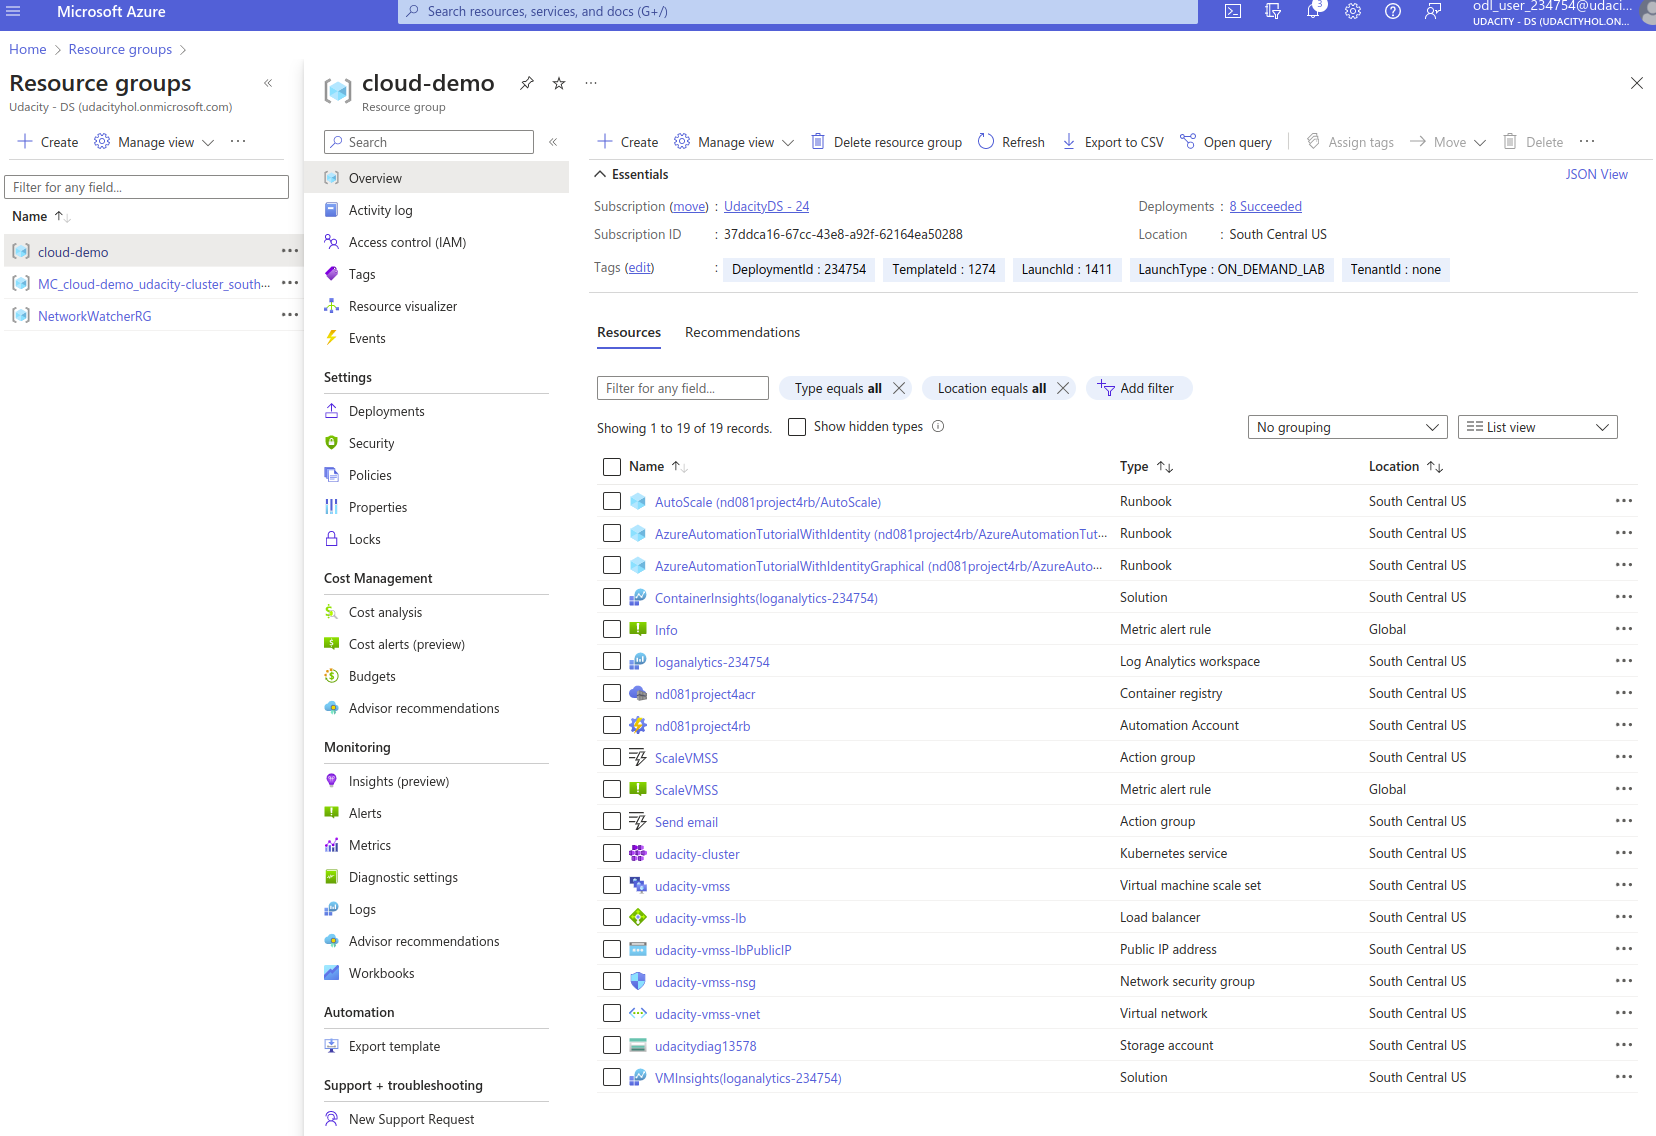 Microsoft Azure
Search resources, services, and docs (G+/)
3
odl_user_234754@udaci...
UDACITY - DS (UDACITYHOL.ON...
Home > Resource groups >
Resource groups
Udacity - DS (udacityhol.onmicrosoft.com)
Create
Manage view
Filter for any field...
Name
cloud-demo
MC_cloud-demo_udacity-cluster_south...
NetworkWatcherRG
cloud-demo
Resource group
Search
Overview
Activity log
Access control (IAM)
Tags
Resource visualizer
Events
Settings
Deployments
Security
Policies
Properties
Locks
Cost Management
Cost analysis
Cost alerts (preview)
Budgets
Advisor recommendations
Monitoring
Insights (preview)
Alerts
Metrics
Diagnostic settings
Logs
Advisor recommendations
Workbooks
Automation
Export template
Support + troubleshooting
New Support Request
Create
Manage view
Delete resource group
Refresh
Export to CSV
Open query
Assign tags
Move
Delete
Essentials
JSON View
Subscription (move) : UdacityDS - 24
Subscription ID : 37ddca16-67cc-43e8-a92f-62164ea50288
Tags (edit) : DeploymentId : 234754 TemplateId : 1274 LaunchId : 1411 LaunchType : ON_DEMAND_LAB TenantId : none
Deployments : 8 Succeeded
Location : South Central US
Resources
Recommendations
Filter for any field...
Type equals all
Location equals all
Add filter
Showing 1 to 19 of 19 records.
Show hidden types
No grouping
List view
Name Type Location
AutoScale (nd081project4rb/AutoScale) Runbook South Central US
AzureAutomationTutorialWithIdentity (nd081project4rb/AzureAutomationTut... Runbook South Central US
AzureAutomationTutorialWithIdentityGraphical (nd081project4rb/AzureAuto... Runbook South Central US
ContainerInsights(loganalytics-234754) Solution South Central US
Info Metric alert rule Global
loganalytics-234754 Log Analytics workspace South Central US
nd081project4acr Container registry South Central US
nd081project4rb Automation Account South Central US
ScaleVMSS Action group South Central US
ScaleVMSS Metric alert rule Global
Send email Action group South Central US
udacity-cluster Kubernetes service South Central US
udacity-vmss Virtual machine scale set South Central US
udacity-vmss-lb Load balancer South Central US
udacity-vmss-lbPublicIP Public IP address South Central US
udacity-vmss-nsg Network security group South Central US
udacity-vmss-vnet Virtual network South Central US
udacitydiag13578 Storage account South Central US
VMInsights(loganalytics-234754) Solution South Central US